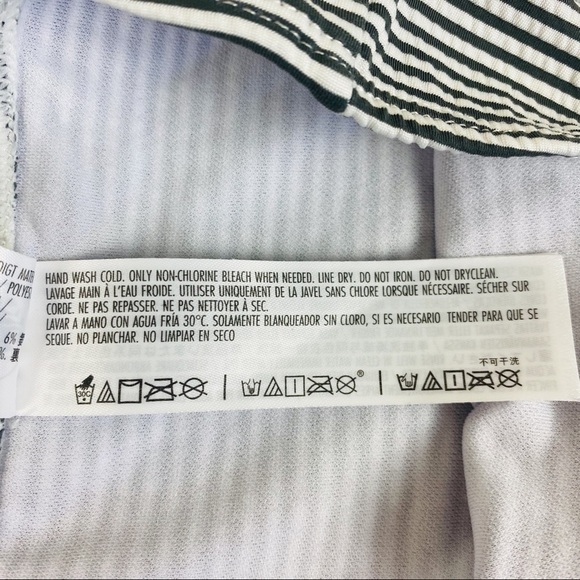 HAND WASH COLD. ONLY NON-CHLORINE BLEACH WHEN NEEDED. LINE DRY. DO NOT IRON. DO NOT DRYCLEAN.
LAVAGE MAIN À L'EAU FROIDE. UTILISER UNIQUEMENT DE LA JAVEL SANS CHLORE LORSQUE NÉCESSAIRE. SÉCHER SUR
CORDE. NE PAS REPASSER. NE PAS NETTOYER À SEC.
LAVAR A MANO CON AGUA FRÍA 30°C. SOLAMENTE BLANQUEADOR SIN CLORO, SI ES NECESARIO TENDER PARA QUE SE
SEQUE. NO PLANCHAR. NO LIMPIAR EN SECO
不可干洗
30C
®
6%